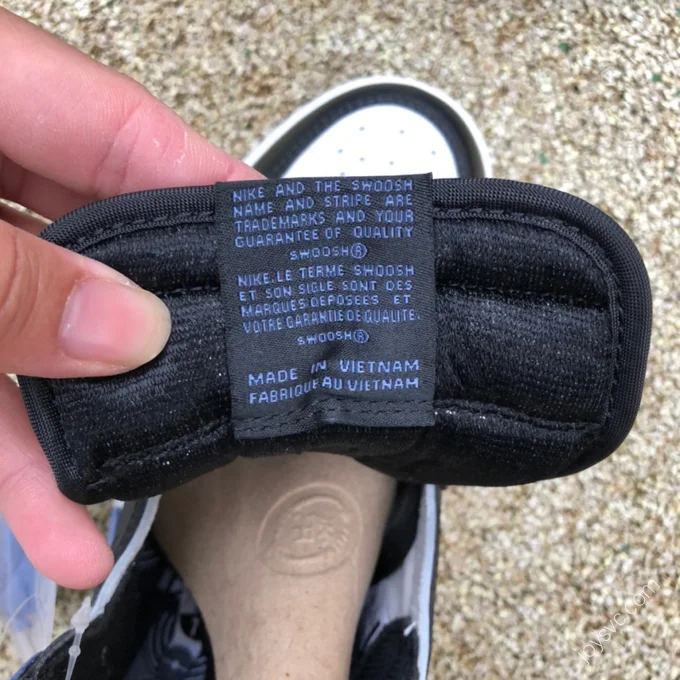 NIKE AND THE SWOOSH
NAME AND STRIPE ARE
TRADEMARKS AND YOUR
GUARANTEE OF QUALITY
SWOOSH®
NIKE.LE TERME SWOOSH
ET SON SIGLE SONT DES
MARQUES DEPOSEES ET
VOTRE GARANTIE DE QUALITE.
SWOOSH®
MADE IN VIETNAM
FABRIQUE AU VIETNAM